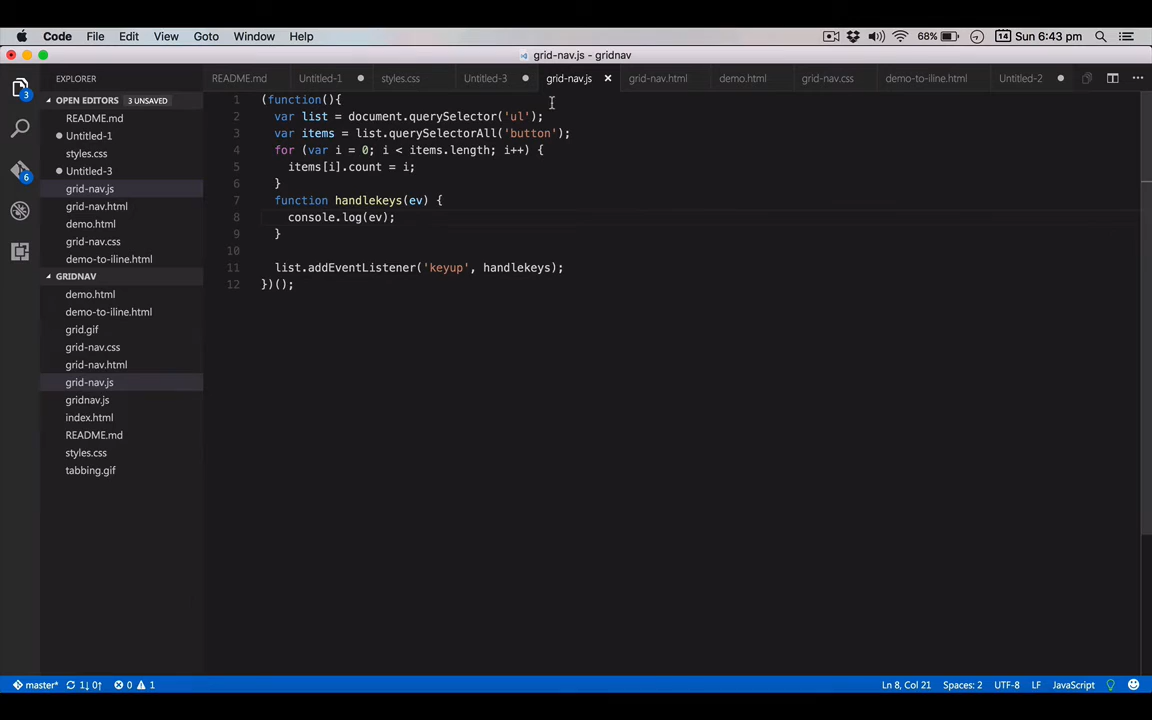 Code File Edit View Goto Window Help 68% 14 Sun 6:43 pm
grid-nav.js - gridnav
EXPLORER README.md Untitled-1 styles.css Untitled-3 grid-nav.js grid-nav.html demo.html grid-nav.css demo-to-iline.html Untitled-2
3
OPEN EDITORS 3 UNSAVED
README.md
Untitled-1
styles.css
Untitled-3
6
grid-nav.js
grid-nav.html
demo.html
grid-nav.css
demo-to-iline.html
GRIDNAV
demo.html
demo-to-iline.html
grid.gif
grid-nav.css
grid-nav.html
grid-nav.js
gridnav.js
index.html
README.md
styles.css
tabbing.gif
1 (function(){
2 var list = document.querySelector('ul');
3 var items = list.querySelectorAll('button');
4 for (var i = 0; i < items.length; i++) {
5 items[i].count = i;
6 }
7 function handlekeys(ev) {
8 console.log(ev);
9 }
10
11 list.addEventListener('keyup', handlekeys);
12 })();
master* 1↓ 0↑ 0 1 Ln 8, Col 21 Spaces: 2 UTF-8 LF JavaScript